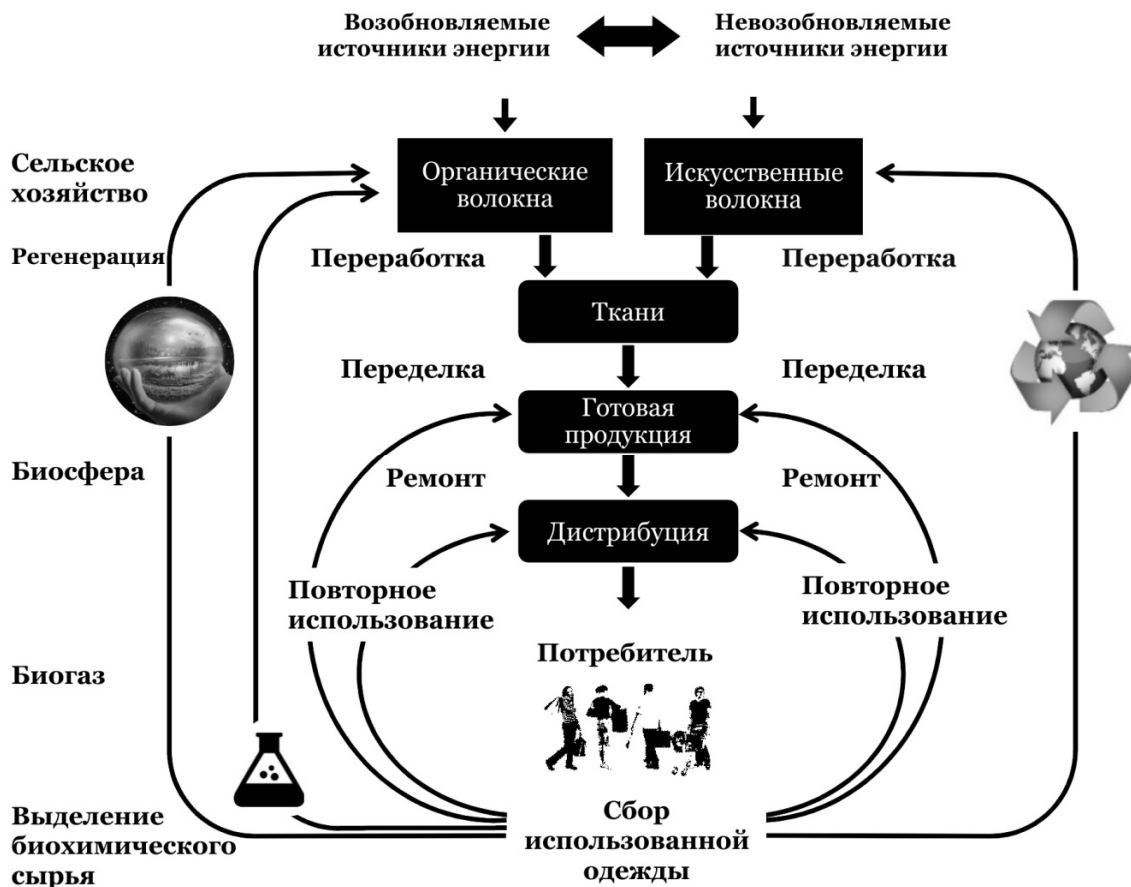 Возобновляемые
источники энергии
Невозобновляемые
источники энергии
Сельское
хозяйство
Органические
волокна
Искусственные
волокна
Регенерация
Переработка
Переработка
Ткани
Переделка
Переделка
Готовая
продукция
Биосфера
Ремонт
Ремонт
Дистрибуция
Повторное
использование
Повторное
использование
Потребитель
Биогаз
Выделение
биохимического
сырья
Сбор
использованной
одежды